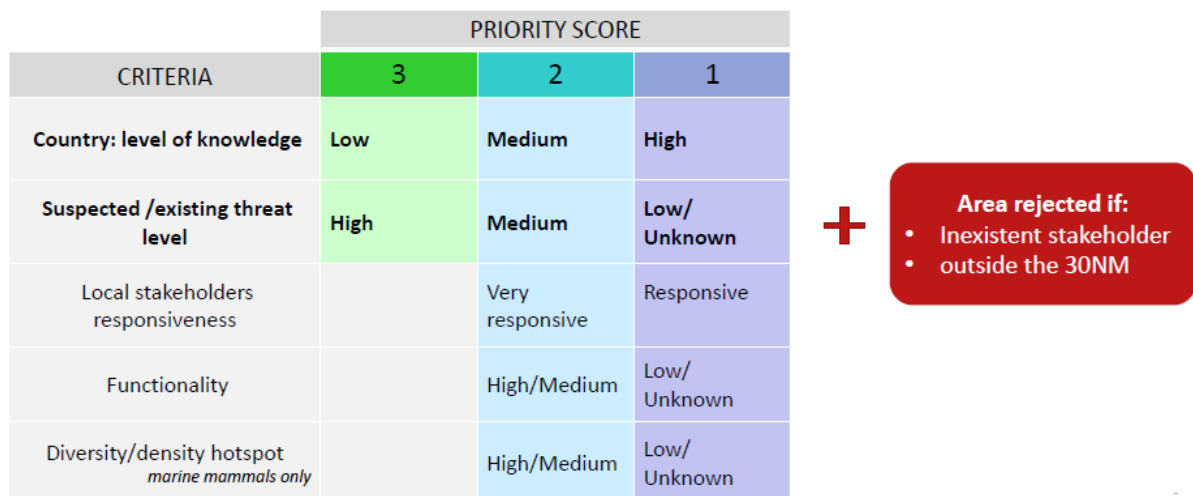 PRIORITY SCORE
CRITERIA 3 2 1
Country: level of knowledge Low Medium High
Suspected /existing threat
level
High Medium Low/
Unknown
Local stakeholders
responsiveness
Very
responsive
Responsive
Functionality High/Medium Low/
Unknown
Diversity/density hotspot
marine mammals only
High/Medium Low/
Unknown
+
Area rejected if:
• Inexistent stakeholder
• outside the 30NM